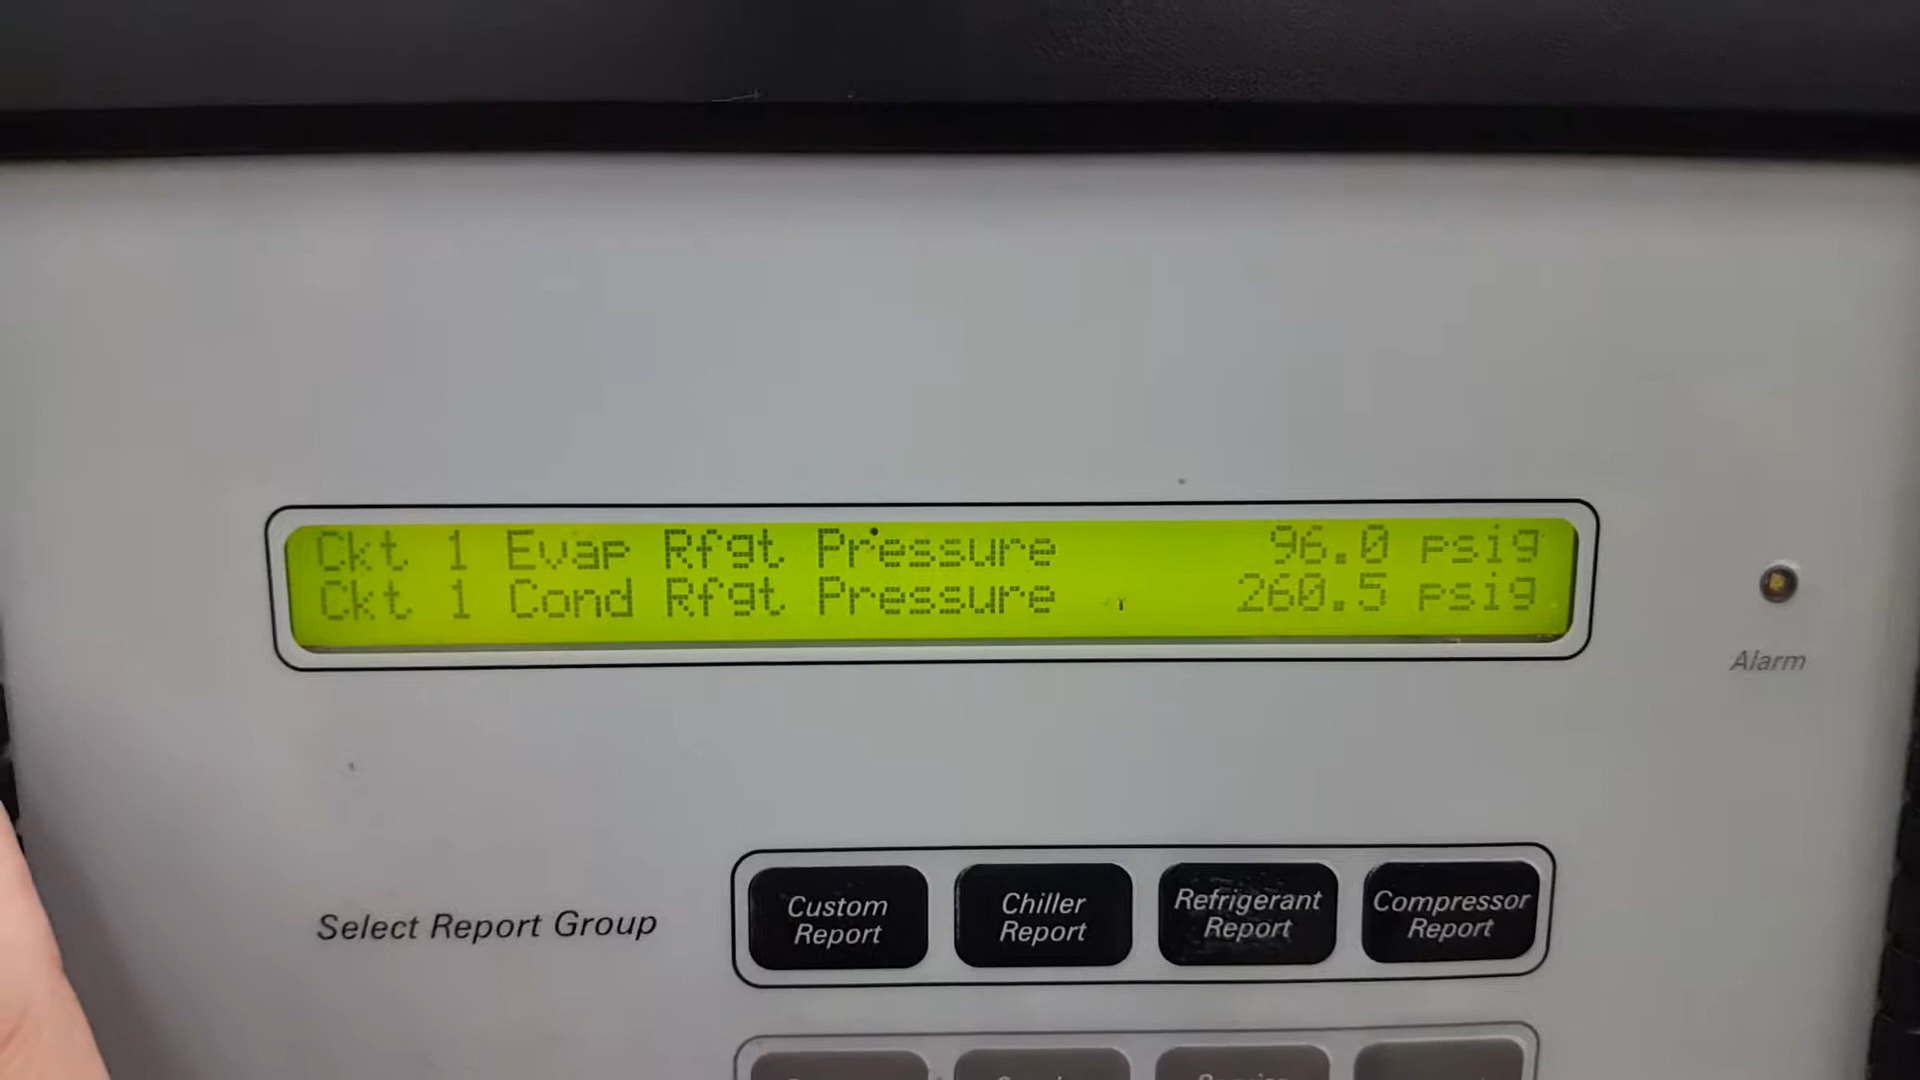 Ckt 1 Evap Rfgt Pressure 96.0 psig
Ckt 1 Cond Rfgt Pressure 260.5 psig
Alarm
Select Report Group
Custom Report
Chiller Report
Refrigerant Report
Compressor Report